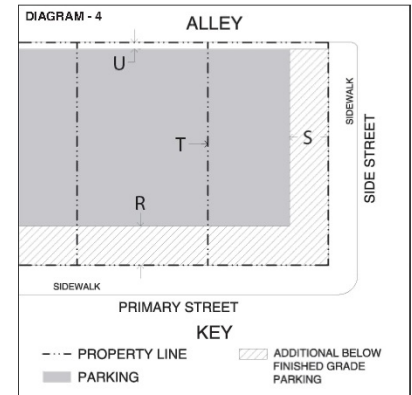 DIAGRAM - 4
ALLEY
U
SIDEWALK
T
S
SIDE STREET
R
SIDEWALK
PRIMARY STREET
KEY
PROPERTY LINE
PARKING
ADDITIONAL BELOW
FINISHED GRADE
PARKING